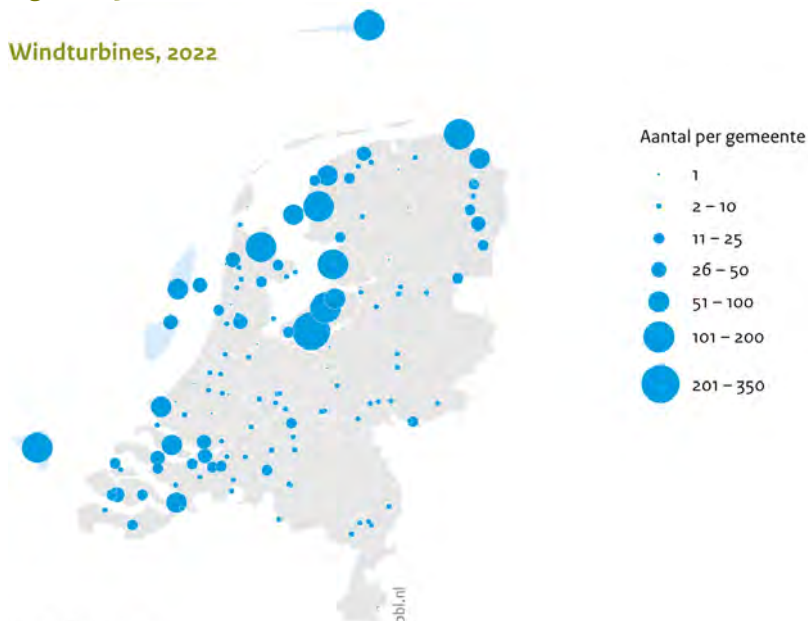 Windturbines, 2022
Aantal per gemeente
1
2 – 10
11 – 25
26 – 50
51 – 100
101 – 200
201 – 350
pbl.nl